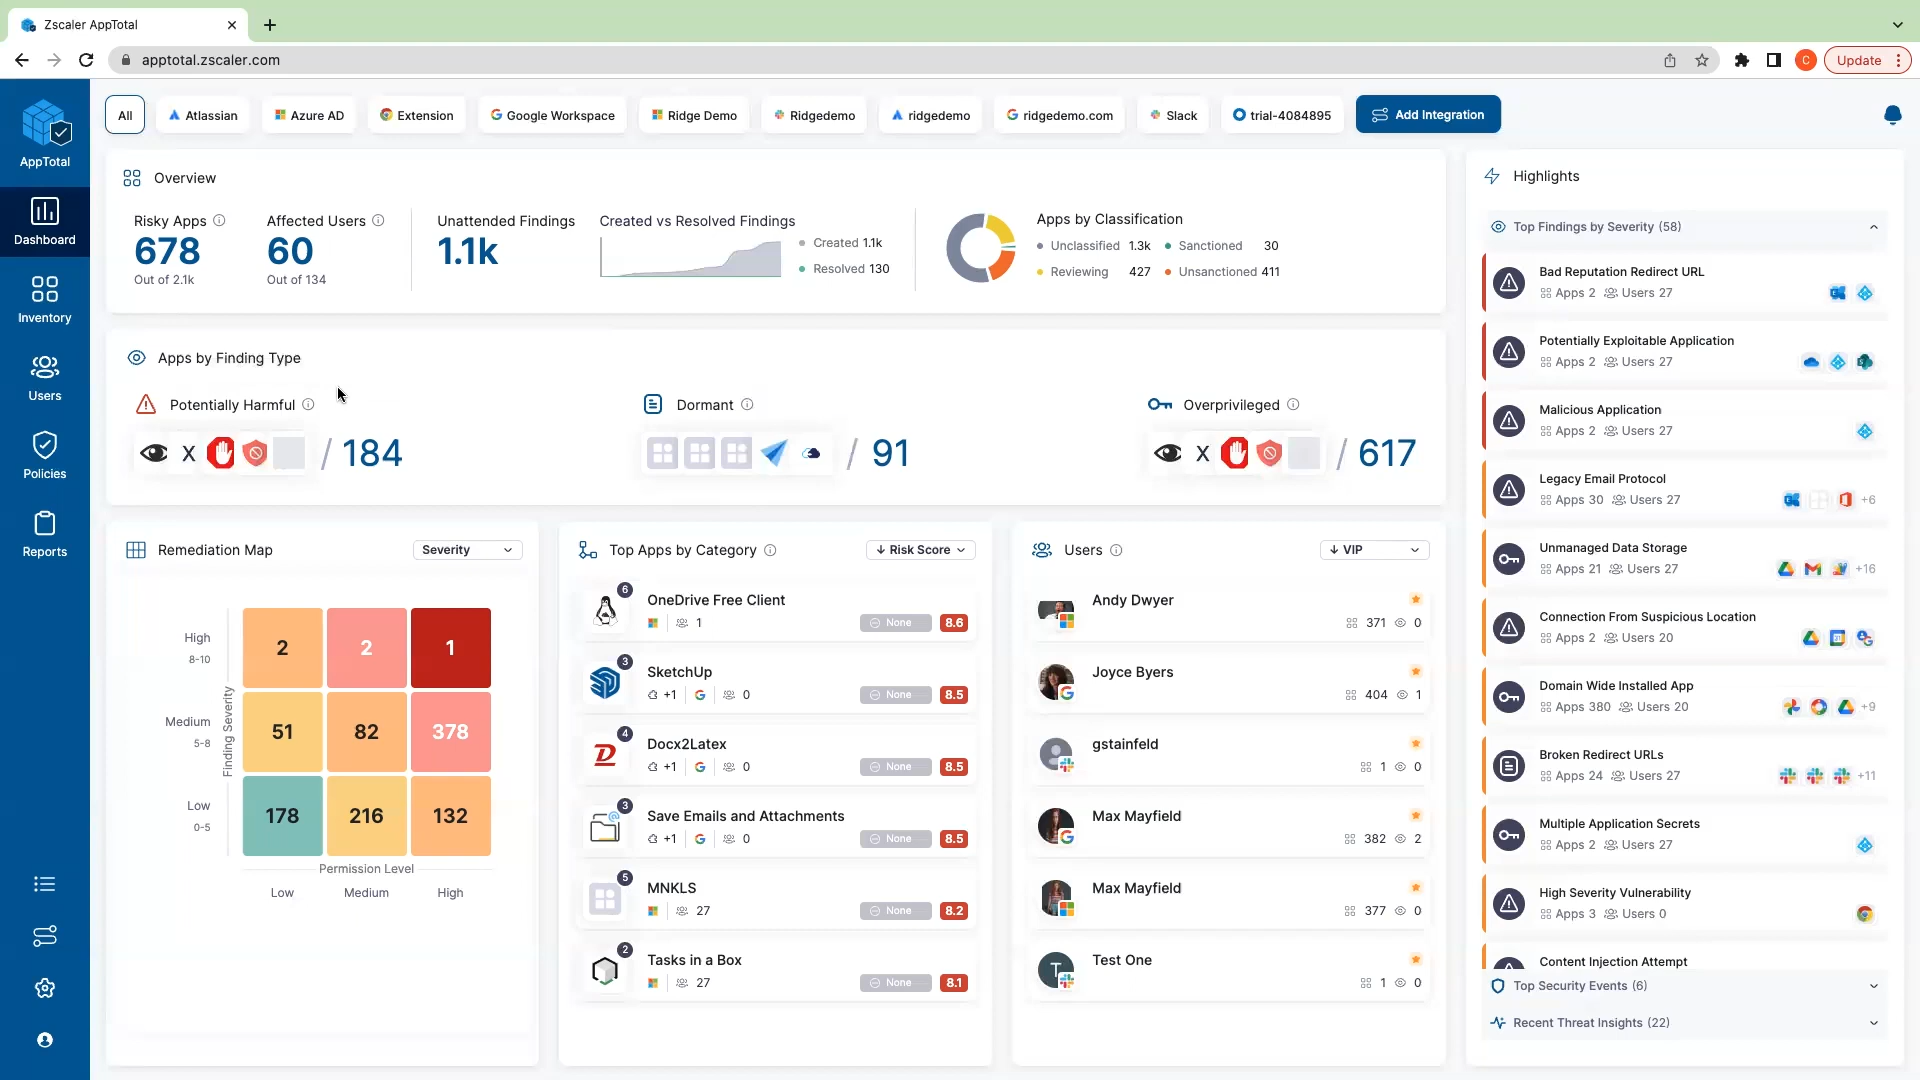 Zscaler AppTotal
apptotal.zscaler.com
C
Update
AppTotal
Dashboard
Inventory
Users
Policies
Reports
All
Atlassian
Azure AD
Extension
Google Workspace
Ridge Demo
Ridgedemo
ridgedemo
ridgedemo.com
Slack
trial-4084895
Add Integration
Overview
Risky Apps
678
Out of 2.1k
Affected Users
60
Out of 134
Unattended Findings
1.1k
Created vs Resolved Findings
Created 1.1k
Resolved 130
Apps by Classification
Unclassified 1.3k
Sanctioned 30
Reviewing 427
Unsanctioned 411
Apps by Finding Type
Potentially Harmful
X
/ 184
Dormant
/ 91
Overprivileged
X
/ 617
Remediation Map
Severity
Finding Severity
High
8-10
2
2
1
Medium
5-8
51
82
378
Low
0-5
178
216
132
Permission Level
Low
Medium
High
Top Apps by Category
Risk Score
6
OneDrive Free Client
1
None
8.6
3
SketchUp
+1
0
None
8.5
4
Docx2Latex
+1
0
None
8.5
3
Save Emails and Attachments
+1
0
None
8.5
5
MNKLS
27
None
8.2
2
Tasks in a Box
27
None
8.1
Users
VIP
Andy Dwyer
371 0
Joyce Byers
404 1
gstainfeld
1 0
Max Mayfield
382 2
Max Mayfield
377 0
T
Test One
1 0
Highlights
Top Findings by Severity (58)
Bad Reputation Redirect URL
Apps 2 Users 27
Potentially Exploitable Application
Apps 2 Users 27
Malicious Application
Apps 2 Users 27
Legacy Email Protocol
Apps 30 Users 27
+6
Unmanaged Data Storage
Apps 21 Users 27
+16
Connection From Suspicious Location
Apps 2 Users 20
Domain Wide Installed App
Apps 380 Users 20
+9
Broken Redirect URLs
Apps 24 Users 27
+11
Multiple Application Secrets
Apps 2 Users 27
High Severity Vulnerability
Apps 3 Users 0
Content Injection Attempt
Top Security Events (6)
Recent Threat Insights (22)